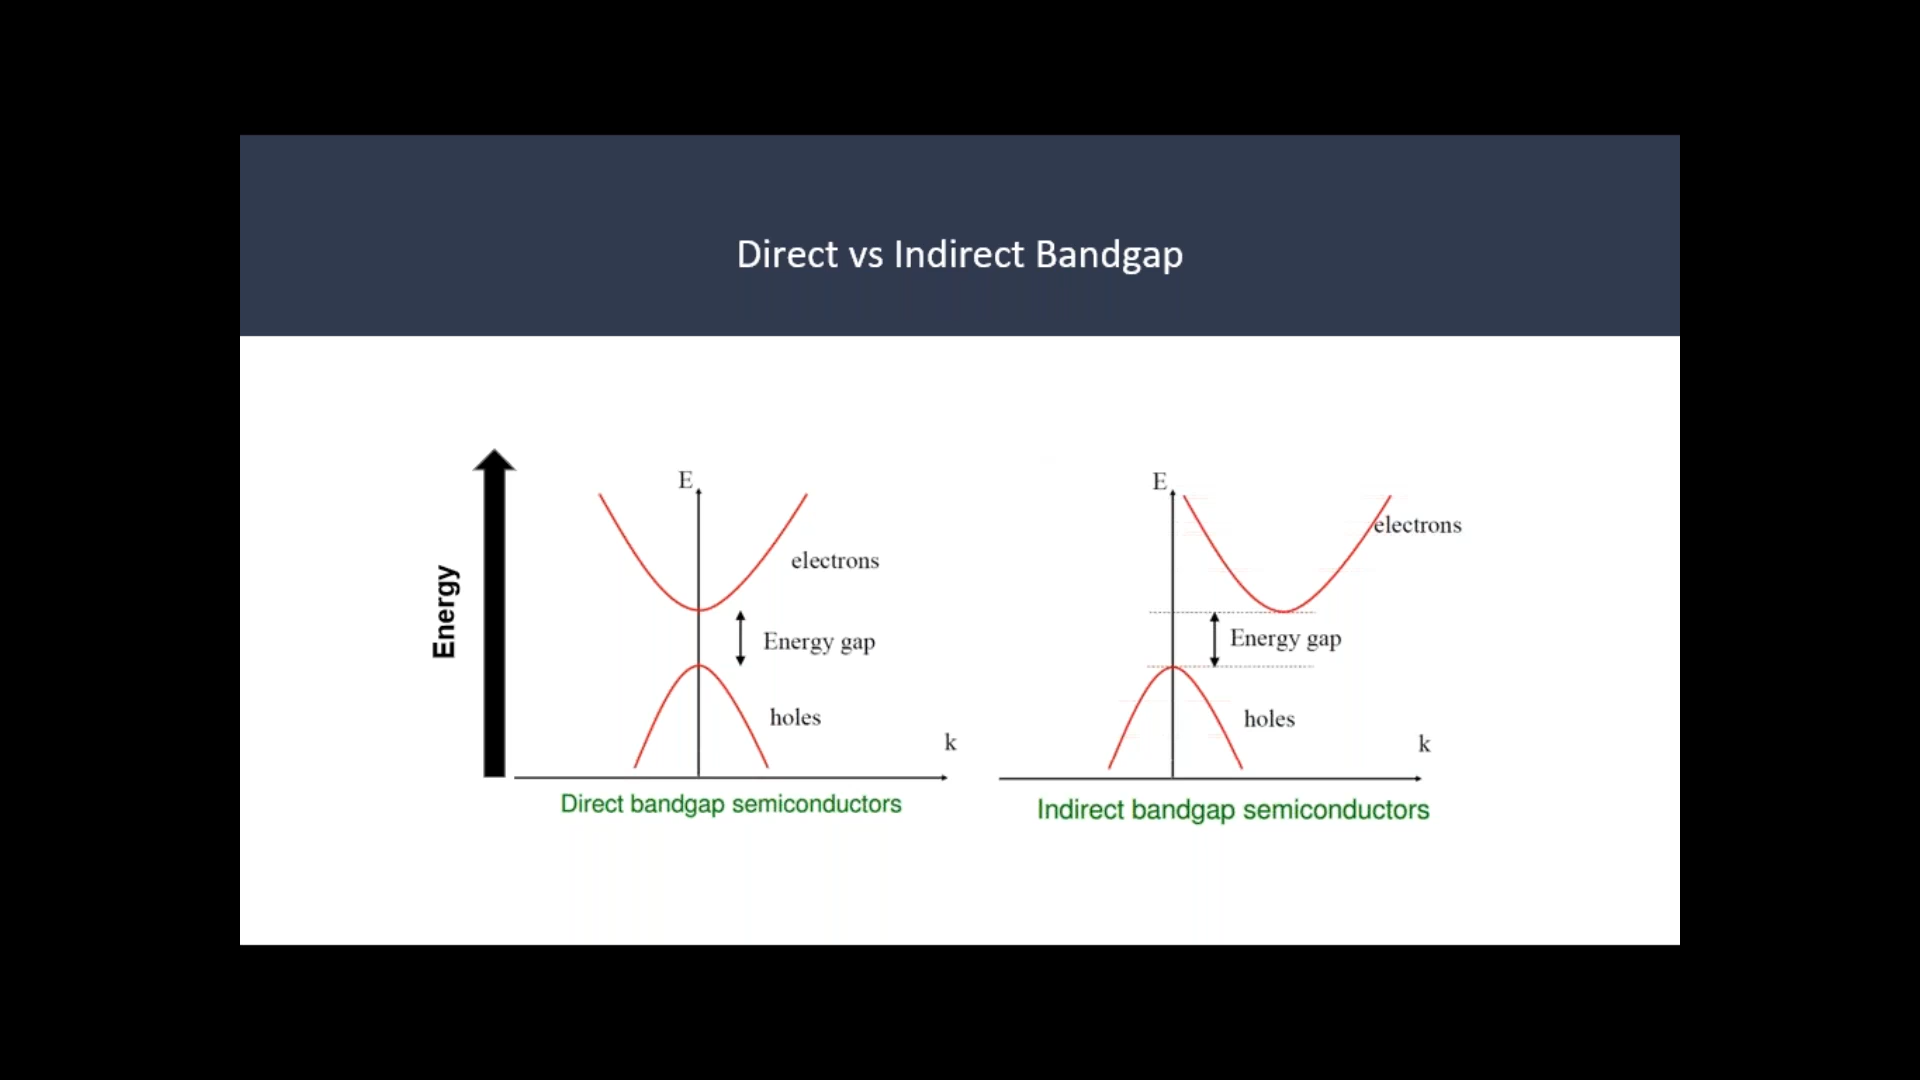 Direct vs Indirect Bandgap
Energy
E
electrons
Energy gap
holes
k
Direct bandgap semiconductors
E
electrons
Energy gap
holes
k
Indirect bandgap semiconductors